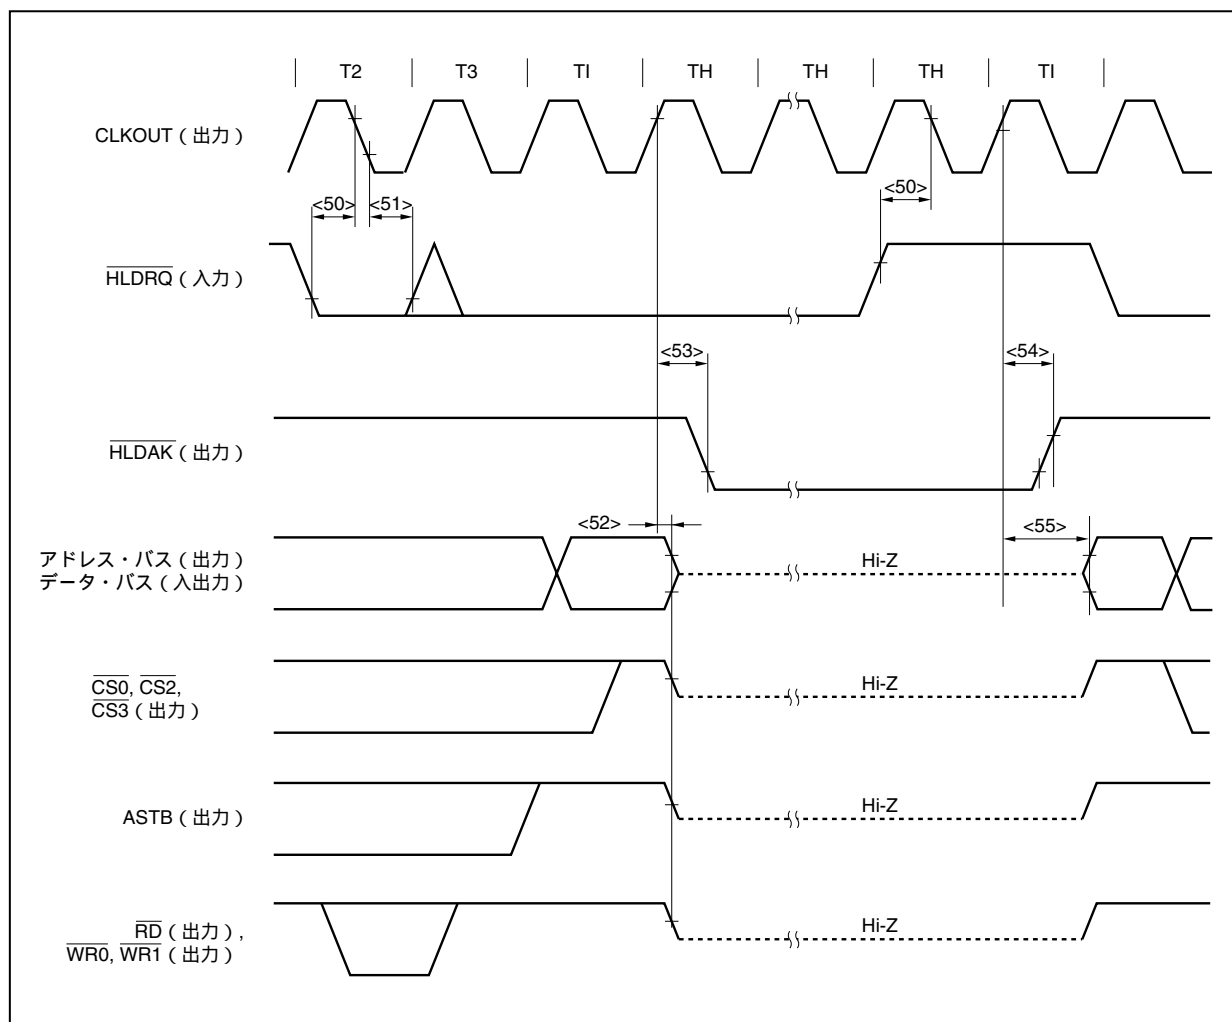 T2 T3 TI TH TH TH TI
CLKOUT(出力)
<50> <51> <50>
HLDRQ(入力)
<53> <54>
HLDAK(出力)
<52> <55>
アドレス・バス(出力)
データ・バス(入出力)
Hi-Z
CS0, CS2,
CS3(出力)
Hi-Z
ASTB(出力)
Hi-Z
RD(出力),
WR0, WR1(出力)
Hi-Z